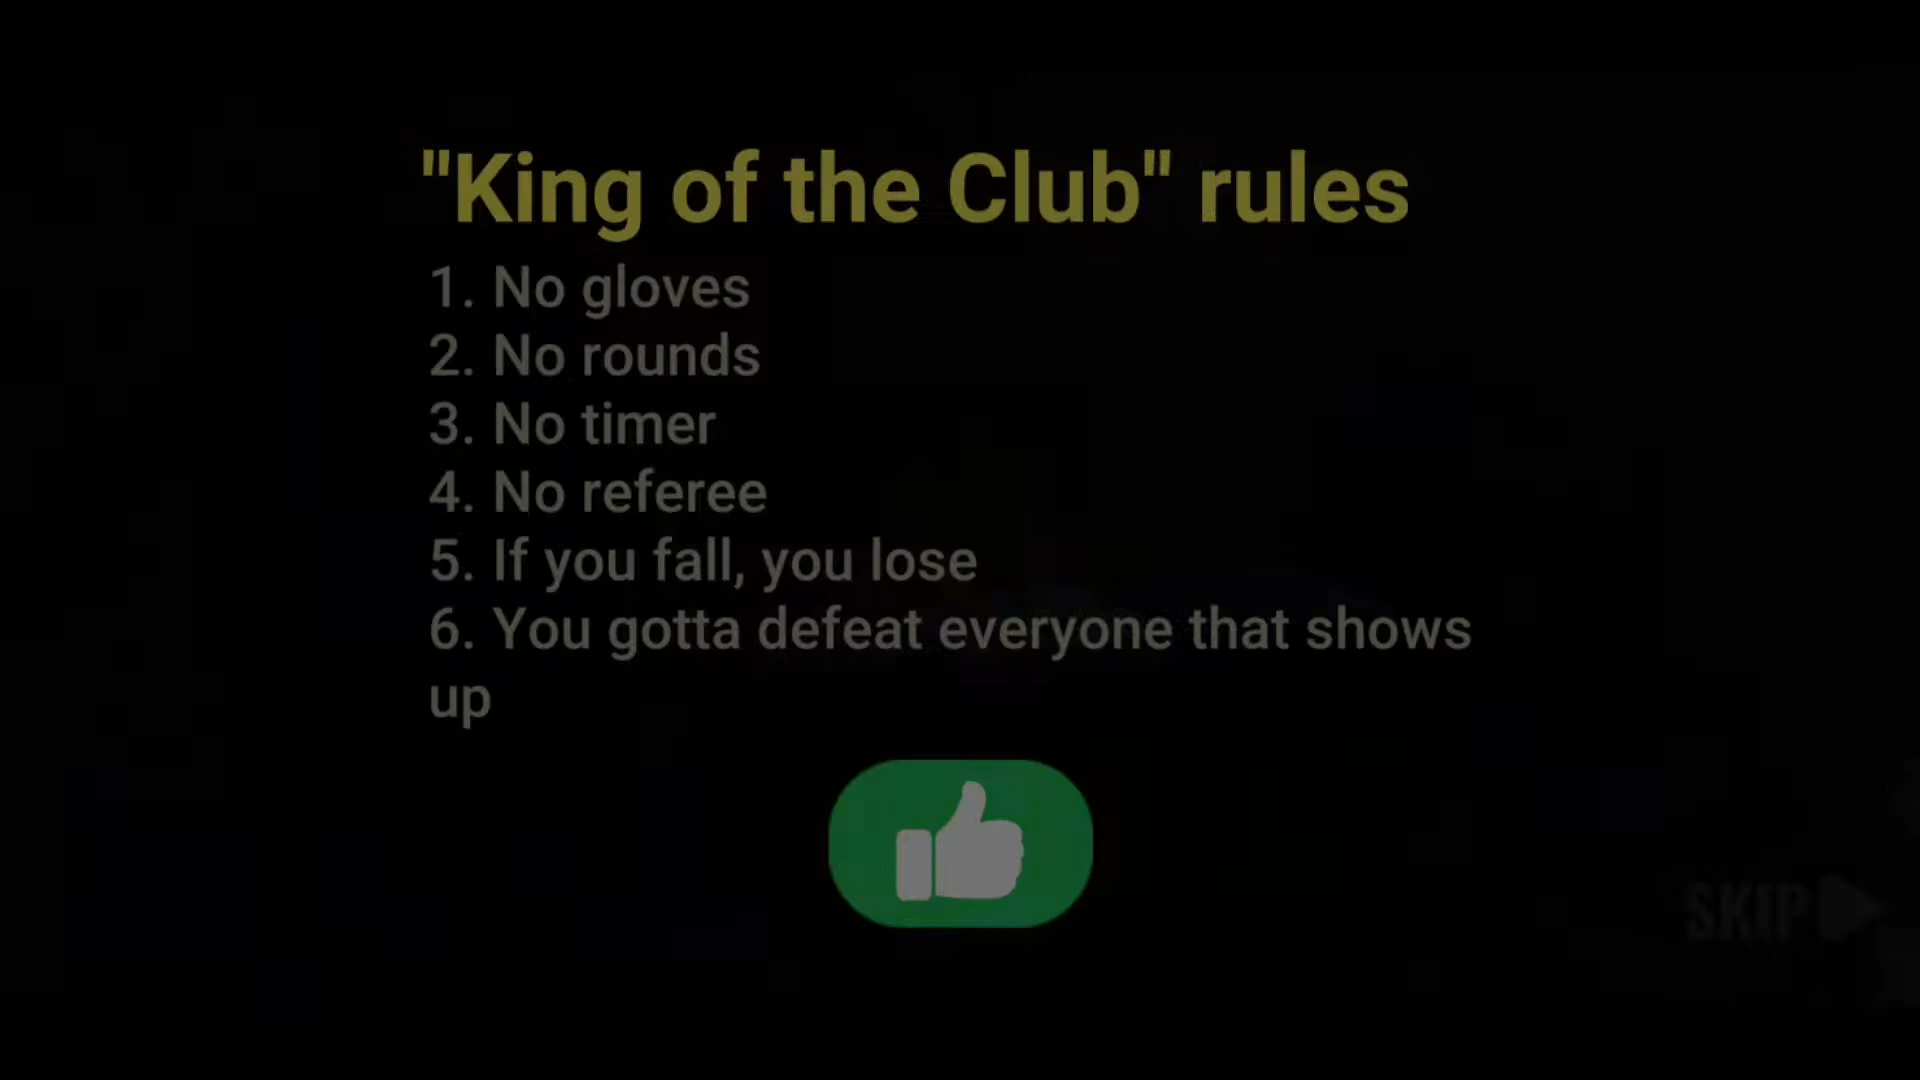 "King of the Club" rules
1. No gloves
2. No rounds
3. No timer
4. No referee
5. If you fall, you lose
6. You gotta defeat everyone that shows
up
SKIP